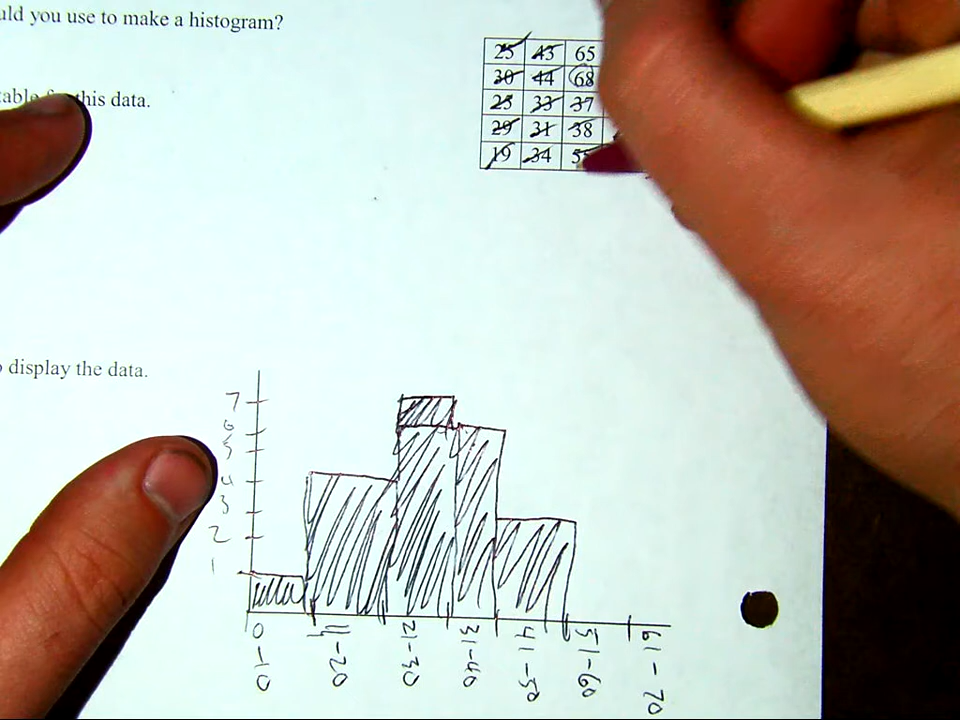 uld you use to make a histogram?
25 43 65
30 44 68
this data.
33 37
29 31 38
19 34
display the data.
7
6
5
4
3
2
1
0-10 11-20 21-30 31-40 41-50 51-60 61-70